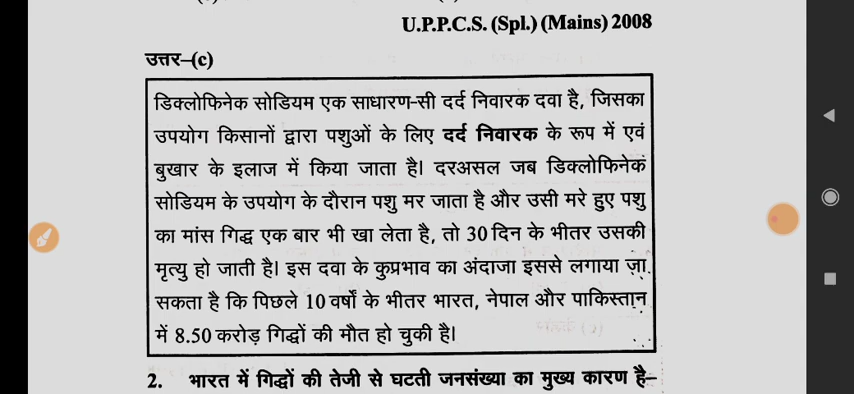 U.P.P.C.S. (Spl.) (Mains) 2008
उत्तर–(c)
डिक्लोफिनेक सोडियम एक साधारण-सी दर्द निवारक दवा है, जिसका
उपयोग किसानों द्वारा पशुओं के लिए दर्द निवारक के रूप में एवं
बुखार के इलाज में किया जाता है। दरअसल जब डिक्लोफिनेक
सोडियम के उपयोग के दौरान पशु मर जाता है और उसी मरे हुए पशु
का मांस गिद्ध एक बार भी खा लेता है, तो 30 दिन के भीतर उसकी
मृत्यु हो जाती है। इस दवा के कुप्रभाव का अंदाजा इससे लगाया जा
सकता है कि पिछले 10 वर्षों के भीतर भारत, नेपाल और पाकिस्तान
में 8.50 करोड़ गिद्धों की मौत हो चुकी है।
2. भारत में गिद्धों की तेजी से घटती जनसंख्या का मुख्य कारण है–